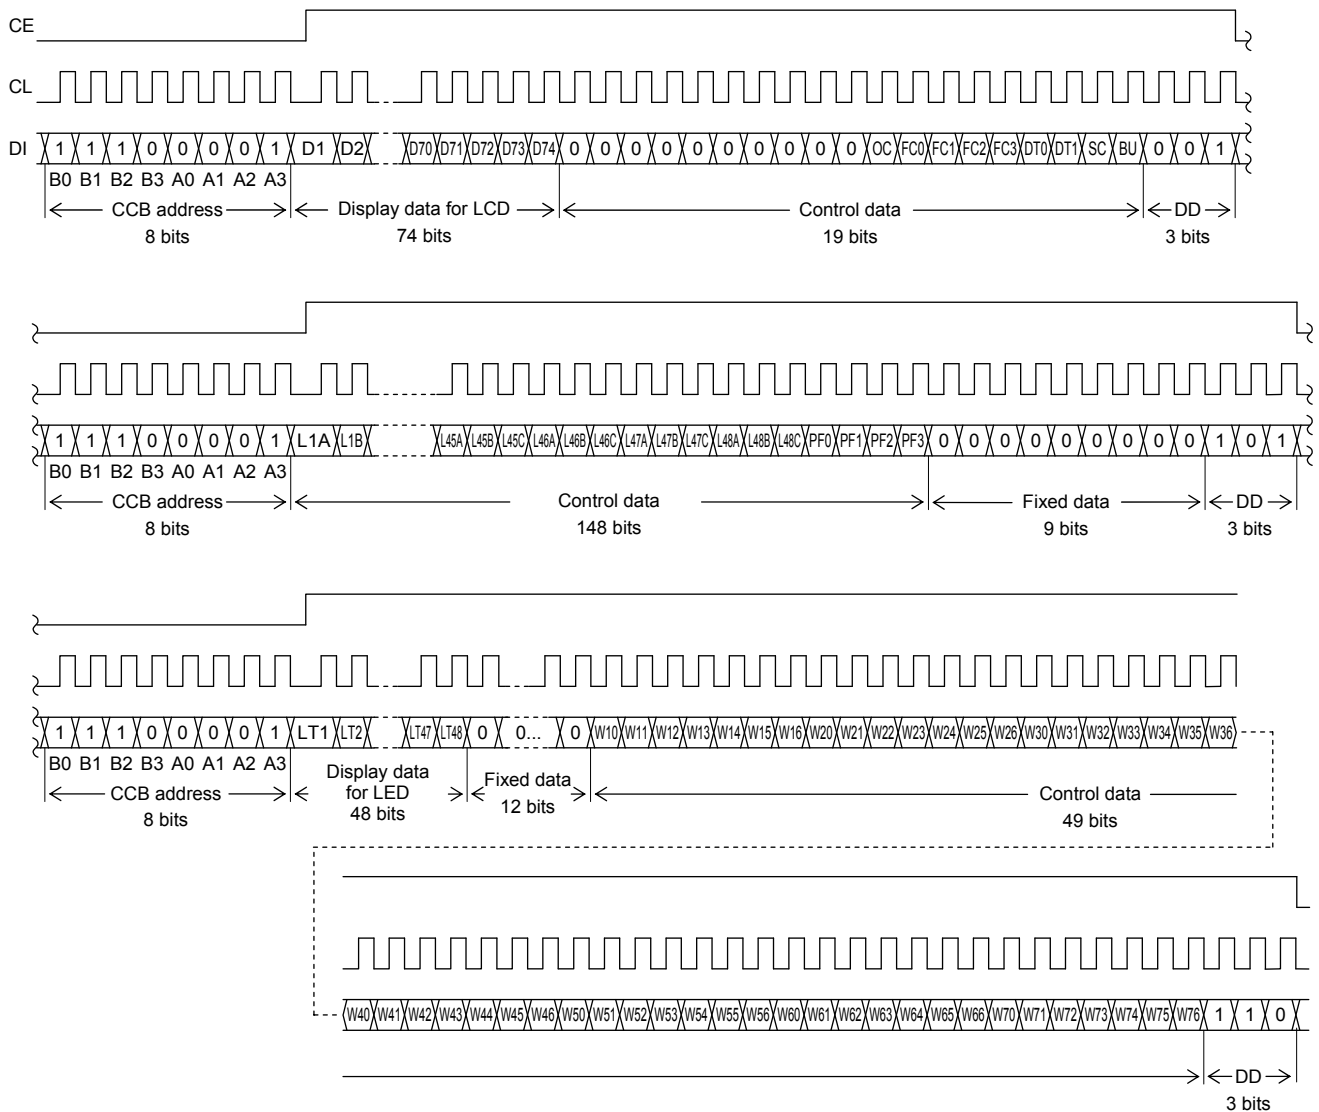 CE
CL
DI 1 1 1 0 0 0 0 1 D1 D2 D70 D71 D72 D73 D74 0 0 0 0 0 0 0 0 0 0 OC FC0 FC1 FC2 FC3 DT0 DT1 SC BU 0 0 1
B0 B1 B2 B3 A0 A1 A2 A3
CCB address Display data for LCD Control data DD
8 bits 74 bits 19 bits 3 bits
1 1 1 0 0 0 0 1 L1A L1B L45A L45B L45C L46A L46B L46C L47A L47B L47C L48A L48B L48C PF0 PF1 PF2 PF3 0 0 0 0 0 0 0 0 0 1 0 1
B0 B1 B2 B3 A0 A1 A2 A3
CCB address Control data Fixed data DD
8 bits 148 bits 9 bits 3 bits
1 1 1 0 0 0 0 1 LT1 LT2 LT47 LT48 0 0... 0 W10 W11 W12 W13 W14 W15 W16 W20 W21 W22 W23 W24 W25 W26 W30 W31 W32 W33 W34 W35 W36
B0 B1 B2 B3 A0 A1 A2 A3
CCB address Display data for LED Fixed data Control data
8 bits 48 bits 12 bits 49 bits
W40 W41 W42 W43 W44 W45 W46 W50 W51 W52 W53 W54 W55 W56 W60 W61 W62 W63 W64 W65 W66 W70 W71 W72 W73 W74 W75 W76 1 1 0
DD
3 bits